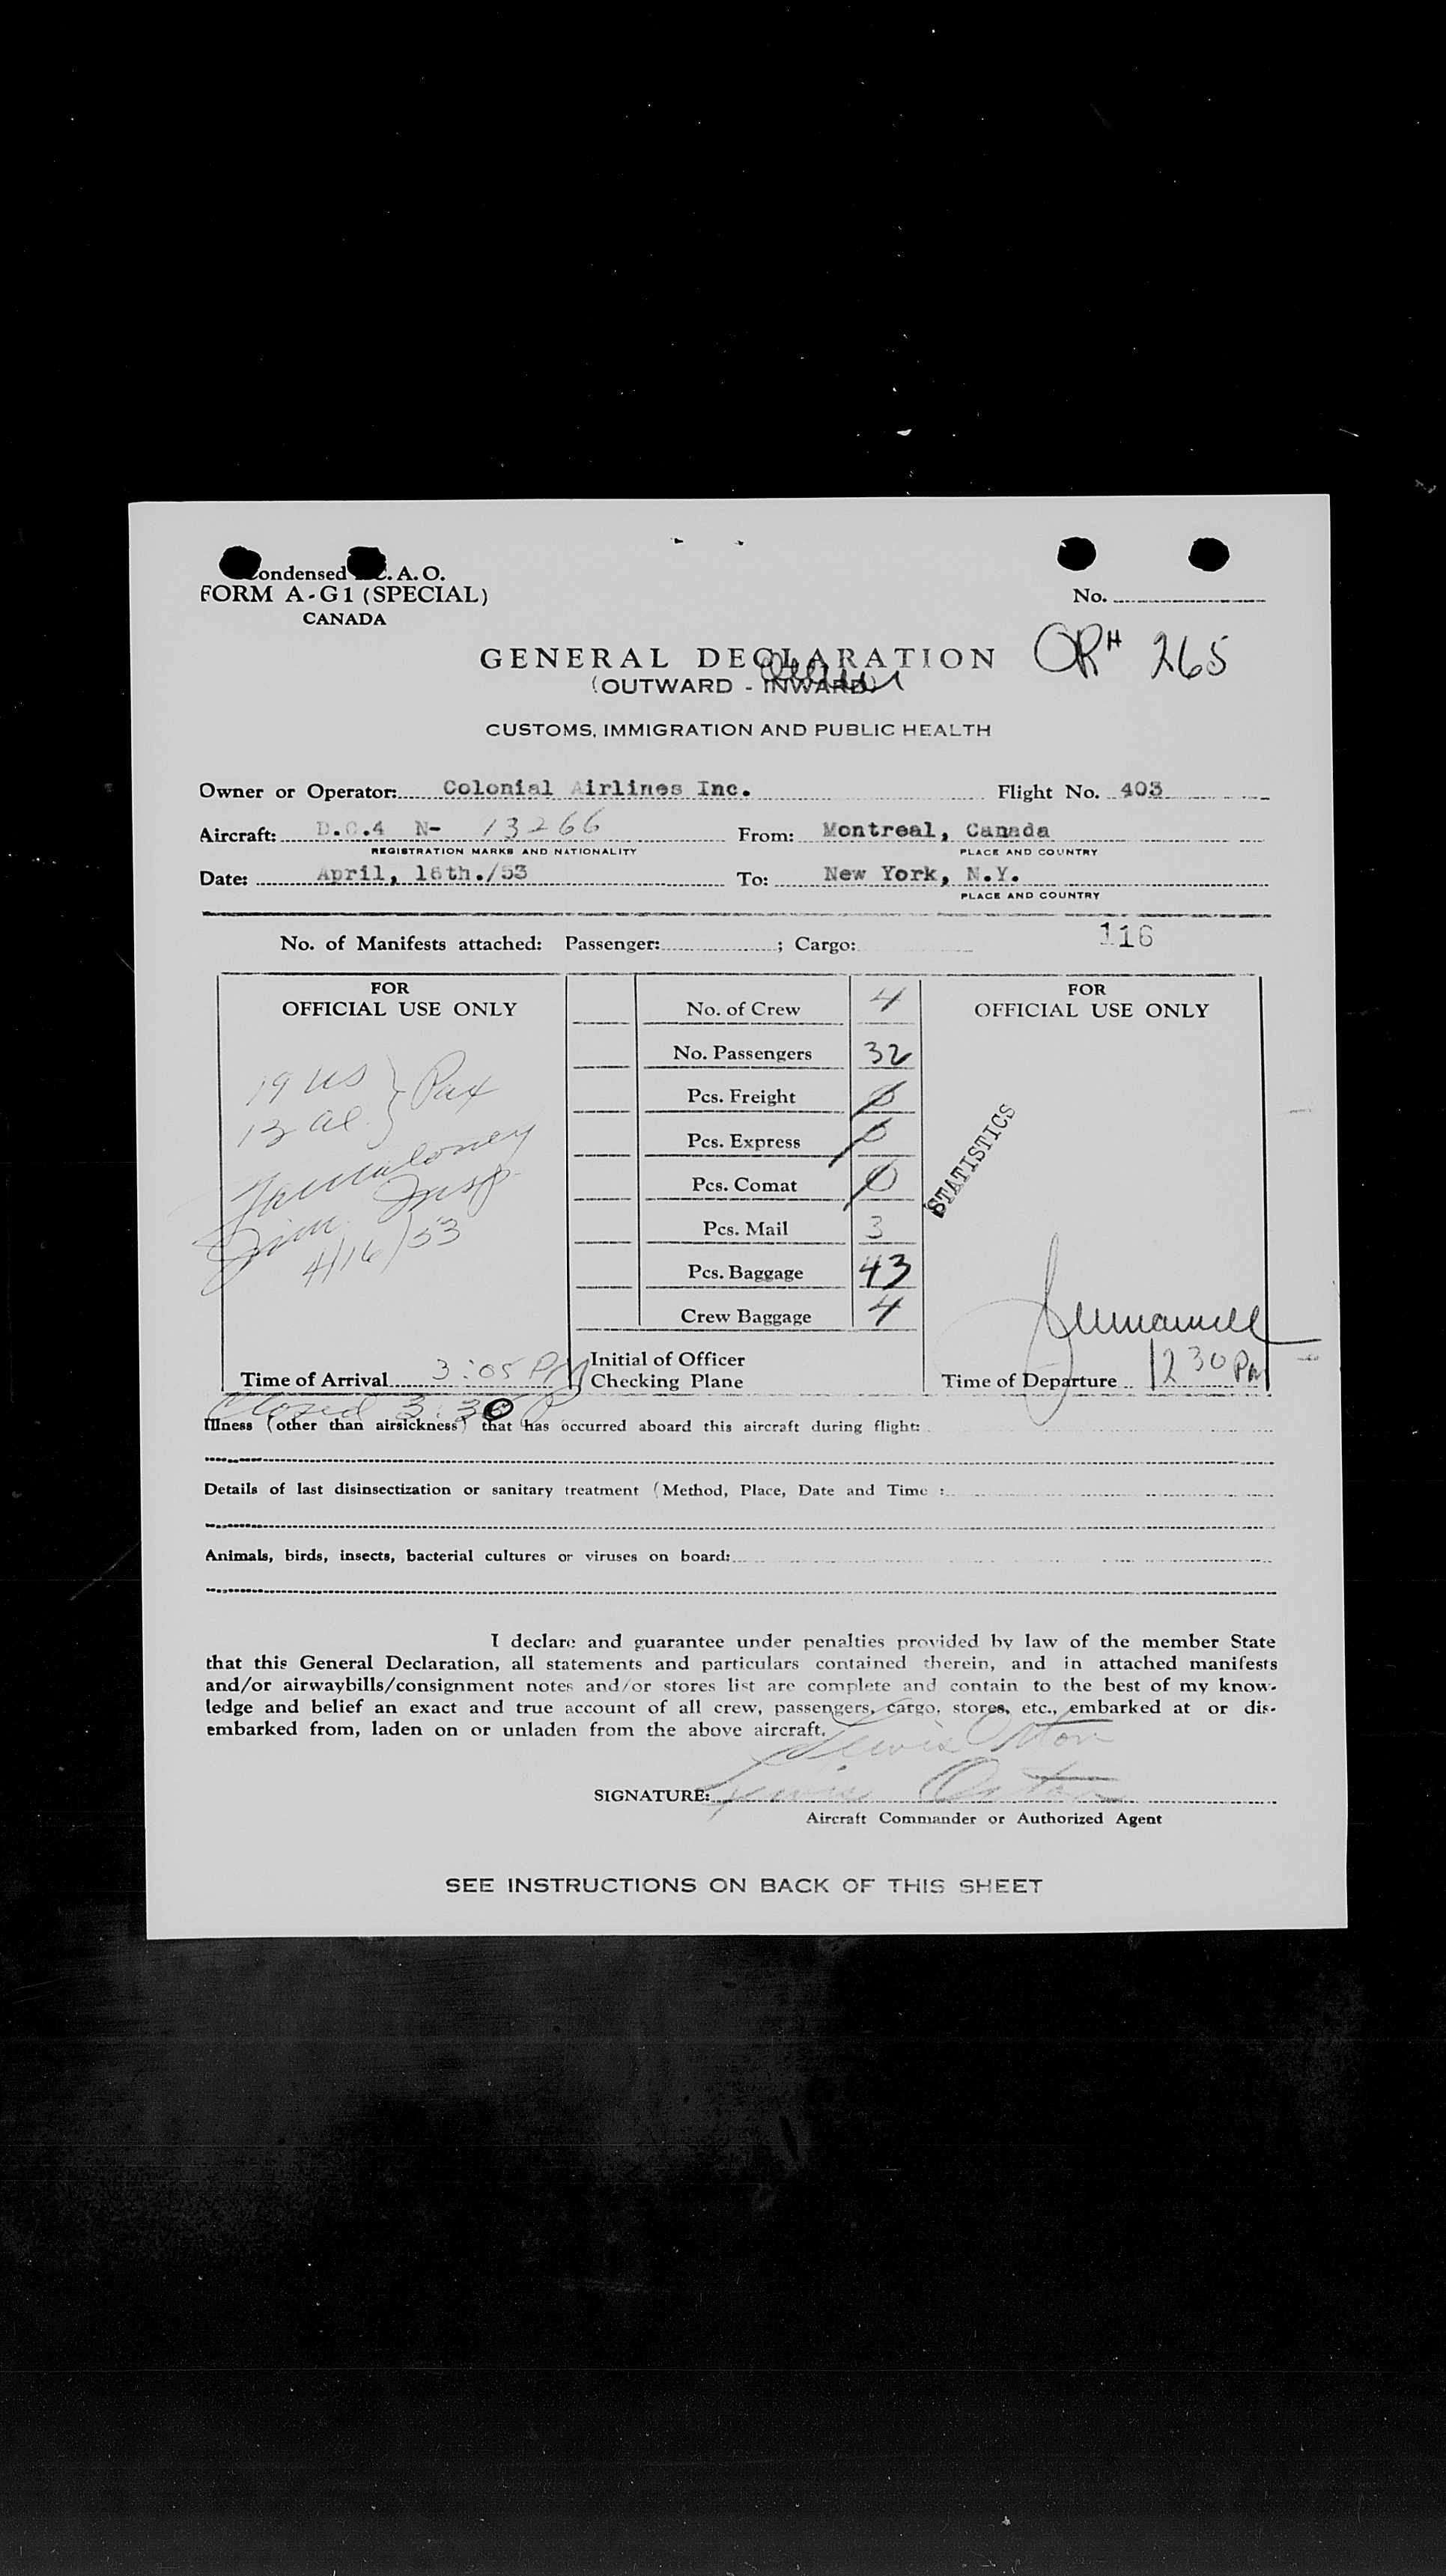 ondensed C. A. O.
FORM A-G1 (SPECIAL)
CANADA
No.
GENERAL DECLARATION
265
(OUTWARD - INWARD)
CUSTOMS, IMMIGRATION AND PUBLIC HEALTH
Owner or Operator: Colonial Airlines Inc. Flight No. 403
Aircraft: D.C.4 N- 13266 From: Montreal, Canada
REGISTRATION MARKS AND NATIONALITY PLACE AND COUNTRY
Date: April, 16th./53 To: New York, N.Y.
PLACE AND COUNTRY
No. of Manifests attached: Passenger: ; Cargo: 116
FOR
OFFICIAL USE ONLY
19 US } Pax
13 al.
Insp
4/16/53
Time of Arrival 3:05 PM
Closed 3:30 P
No. of Crew 4
No. Passengers 32
Pcs. Freight 0
Pcs. Express 0
Pcs. Comat 0
Pcs. Mail 3
Pcs. Baggage 43
Crew Baggage 4
Initial of Officer
Checking Plane
FOR
OFFICIAL USE ONLY
STATISTICS
Time of Departure 1230 PM
Illness (other than airsickness) that has occurred aboard this aircraft during flight:
Details of last disinsectization or sanitary treatment (Method, Place, Date and Time :
Animals, birds, insects, bacterial cultures or viruses on board:
I declare and guarantee under penalties provided by law of the member State
that this General Declaration, all statements and particulars contained therein, and in attached manifests
and/or airwaybills/consignment notes and/or stores list are complete and contain to the best of my know-
ledge and belief an exact and true account of all crew, passengers, cargo, stores, etc., embarked at or dis-
embarked from, laden on or unladen from the above aircraft.
Lewis Orton
SIGNATURE: Lewis Orton
Aircraft Commander or Authorized Agent
SEE INSTRUCTIONS ON BACK OF THIS SHEET